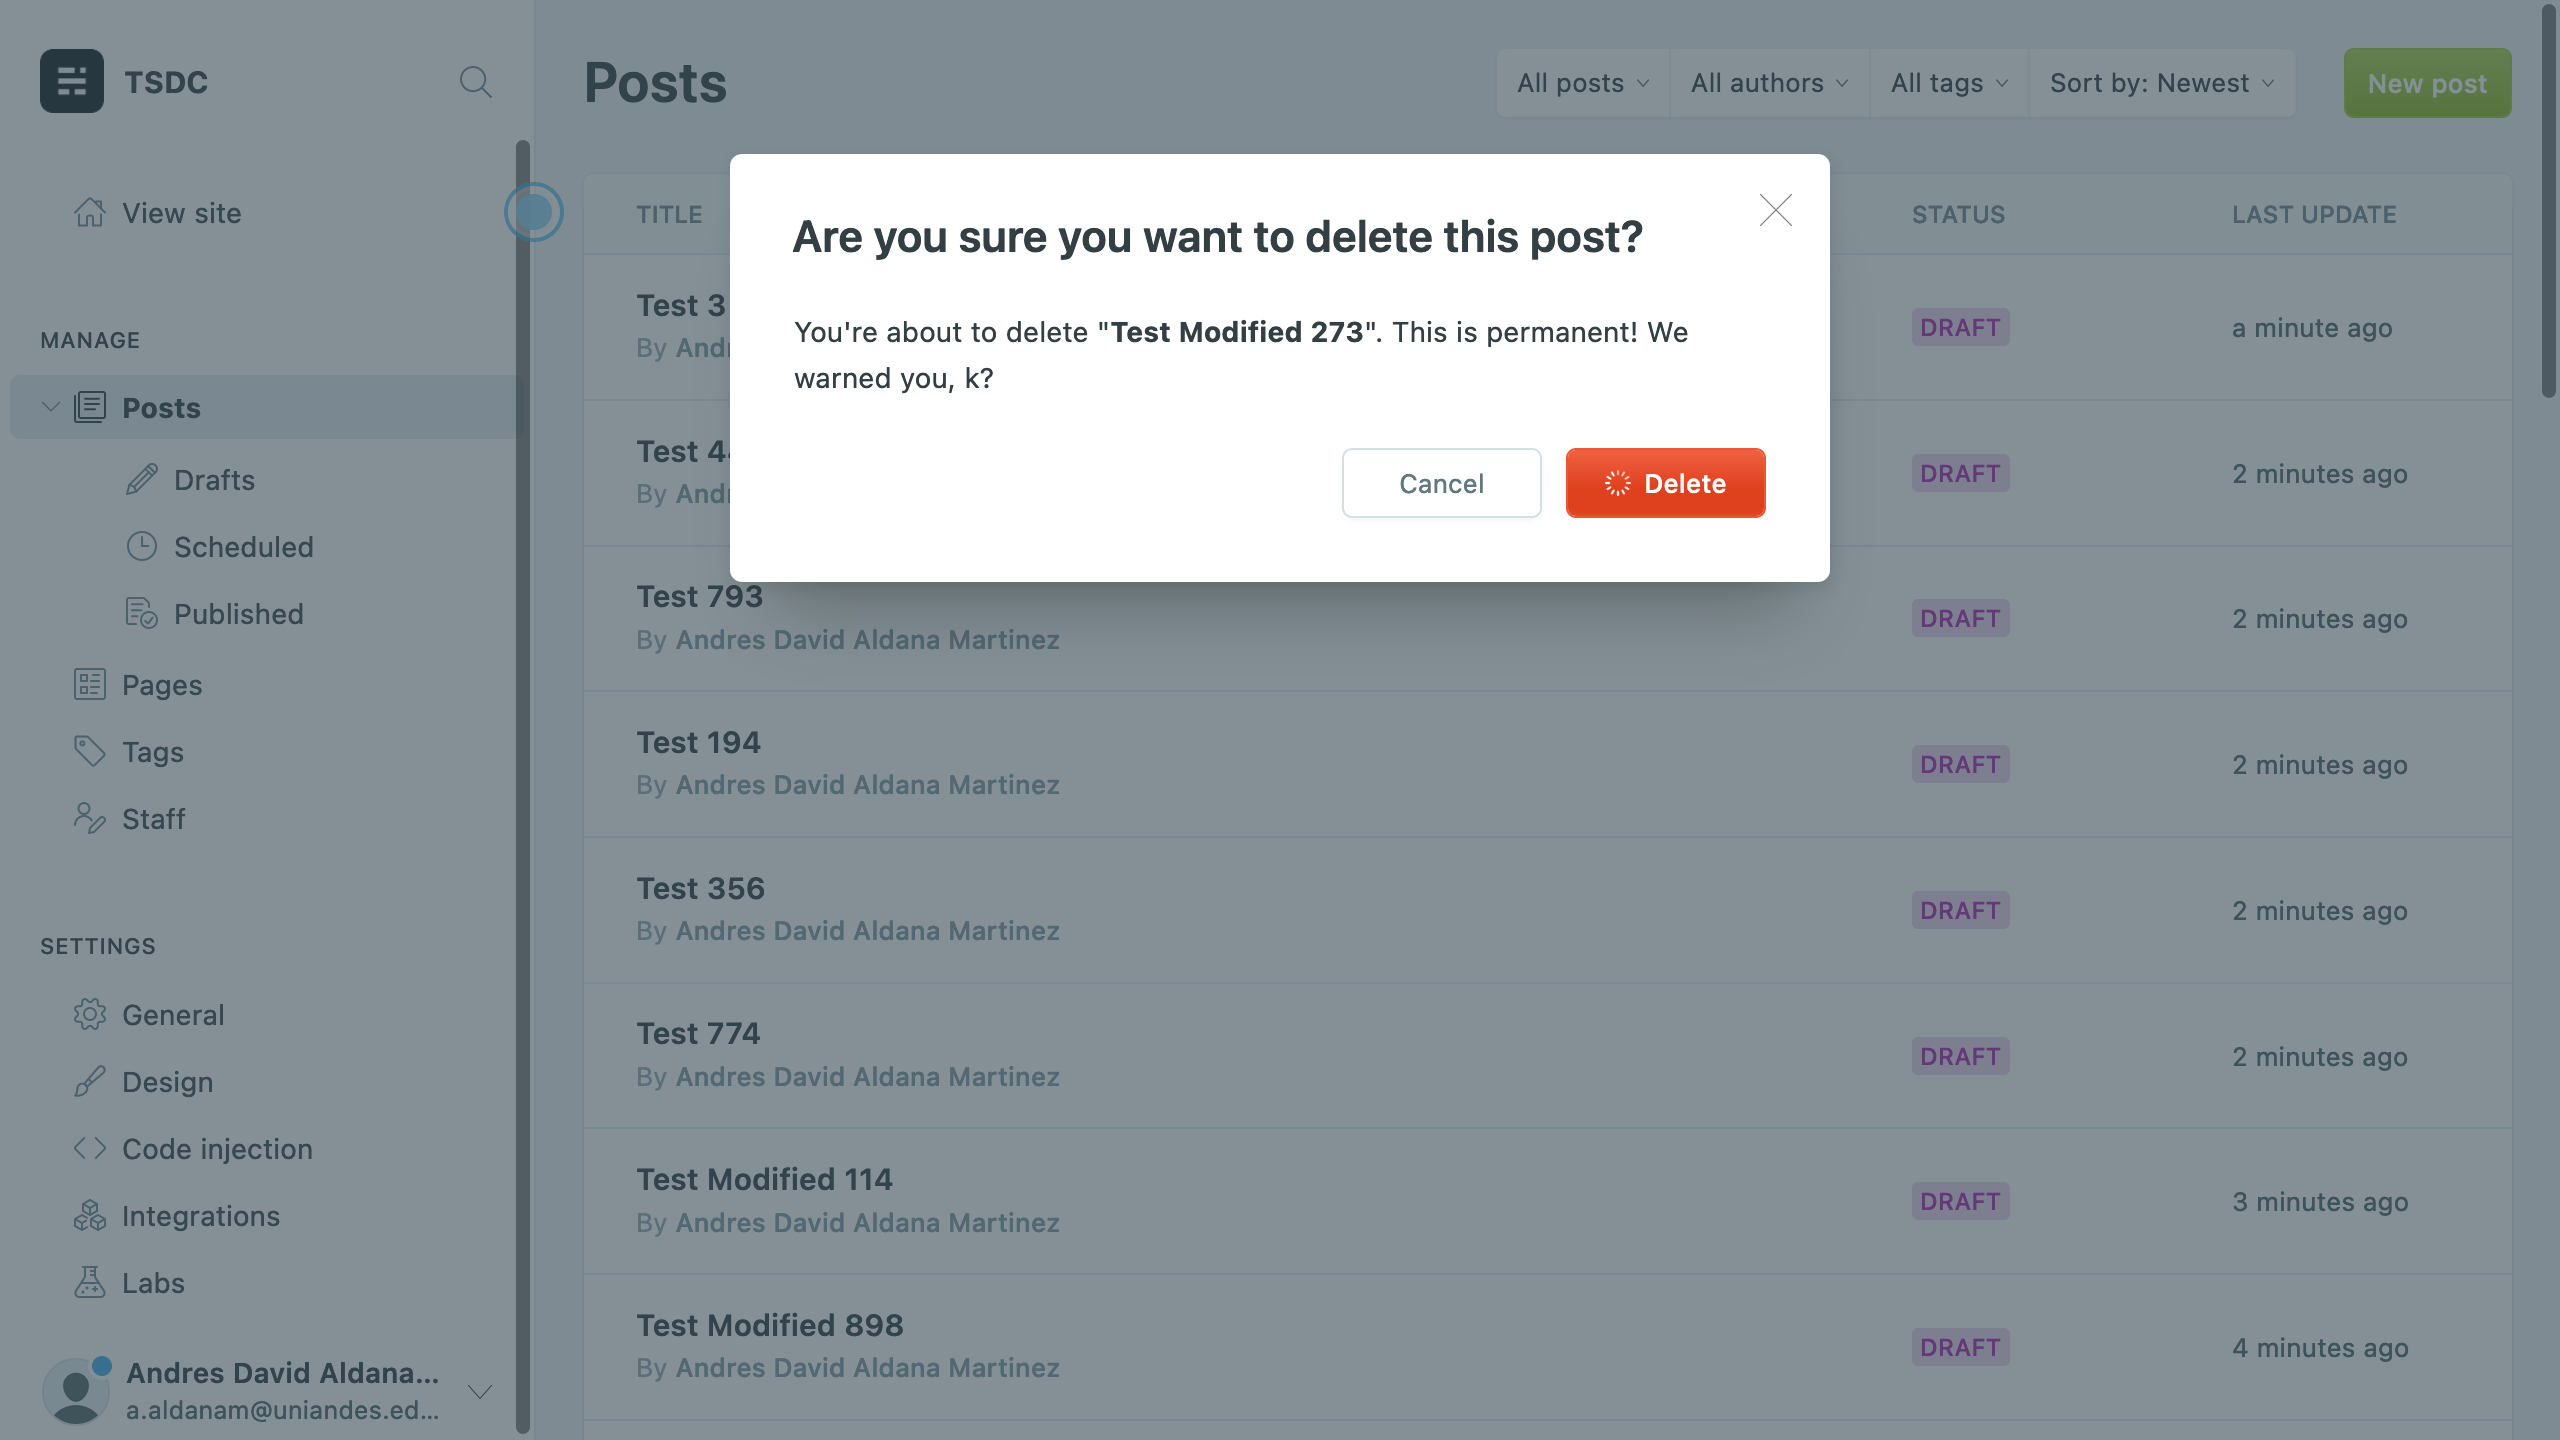 TSDC
View site
MANAGE
Posts
Drafts
Scheduled
Published
Pages
Tags
Staff
SETTINGS
General
Design
Code injection
Integrations
Labs
Andres David Aldana...
a.aldanam@uniandes.ed...
Posts
All posts
All authors
All tags
Sort by: Newest
New post
TITLE
STATUS
LAST UPDATE
Are you sure you want to delete this post?
You're about to delete "Test Modified 273". This is permanent! We
warned you, k?
Cancel
Delete
Test 3
By
DRAFT
a minute ago
Test
By
DRAFT
2 minutes ago
Test 793
By Andres David Aldana Martinez
DRAFT
2 minutes ago
Test 194
By Andres David Aldana Martinez
DRAFT
2 minutes ago
Test 356
By Andres David Aldana Martinez
DRAFT
2 minutes ago
Test 774
By Andres David Aldana Martinez
DRAFT
2 minutes ago
Test Modified 114
By Andres David Aldana Martinez
DRAFT
3 minutes ago
Test Modified 898
By Andres David Aldana Martinez
DRAFT
4 minutes ago